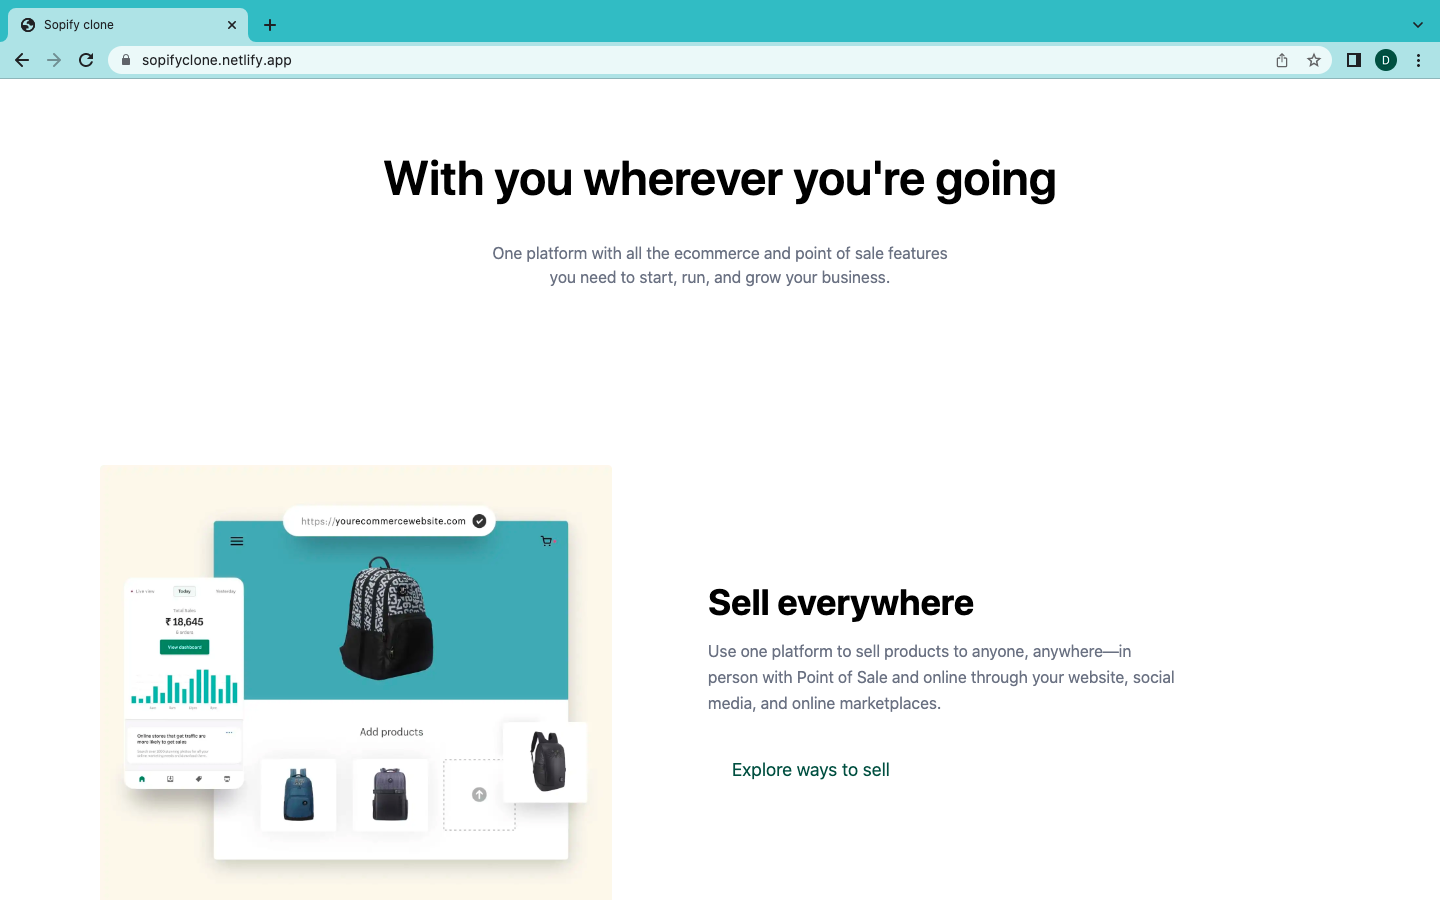 Sopify clone
sopifyclone.netlify.app
D
With you wherever you're going
One platform with all the ecommerce and point of sale features
you need to start, run, and grow your business.
https://yourecommercewebsite.com
Live view
Today
Yesterday
Total Sales
₹ 18,645
View dashboard
Online stores that get traffic are
more likely to get sales
Add products
Sell everywhere
Use one platform to sell products to anyone, anywhere—in
person with Point of Sale and online through your website, social
media, and online marketplaces.
Explore ways to sell